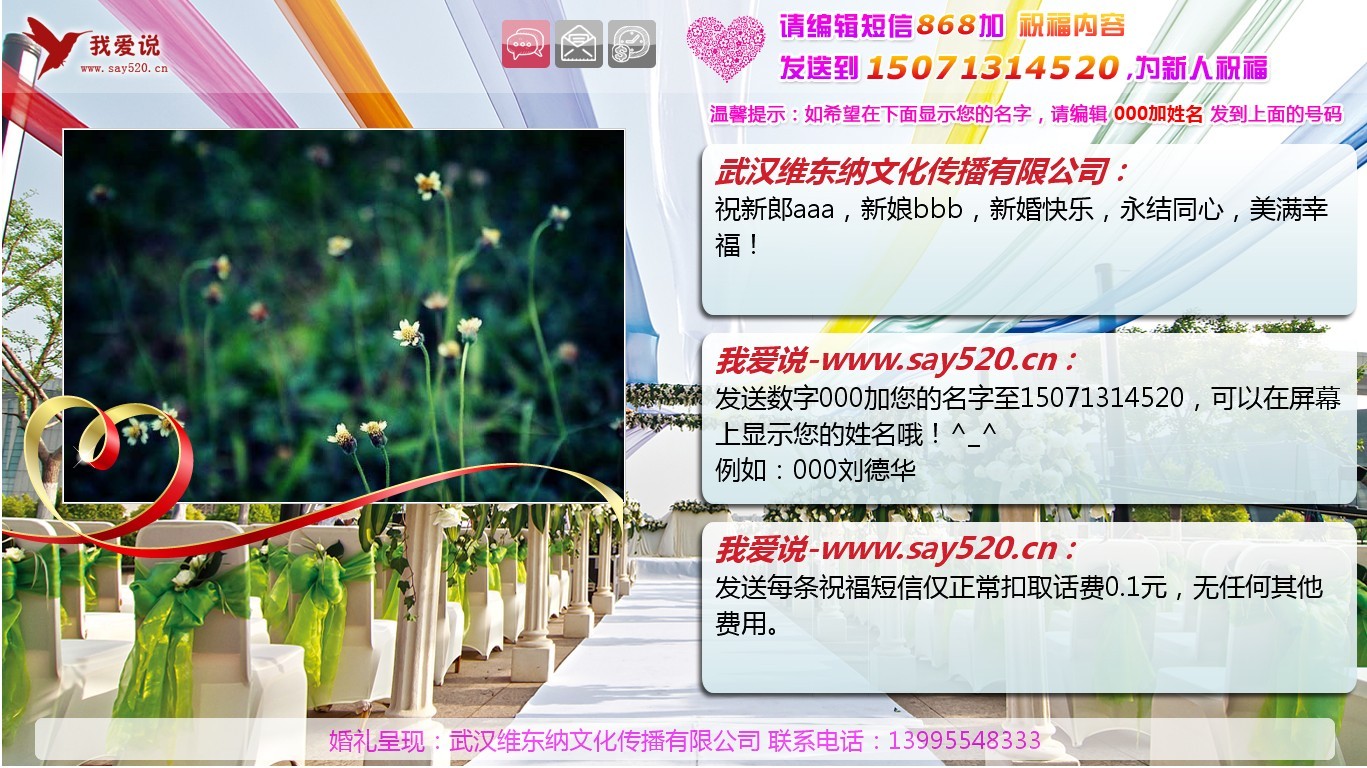 我爱说
www.say520.cn
请编辑短信868加 祝福内容
发送到15071314520,为新人祝福
温馨提示：如希望在下面显示您的名字，请编辑 000加姓名 发到上面的号码
武汉维东纳文化传播有限公司：
祝新郎aaa，新娘bbb，新婚快乐，永结同心，美满幸
福！
我爱说-www.say520.cn：
发送数字000加您的名字至15071314520，可以在屏幕
上显示您的姓名哦！^_^
例如：000刘德华
我爱说-www.say520.cn：
发送每条祝福短信仅正常扣取话费0.1元，无任何其他
费用。
婚礼呈现：武汉维东纳文化传播有限公司 联系电话：13995548333